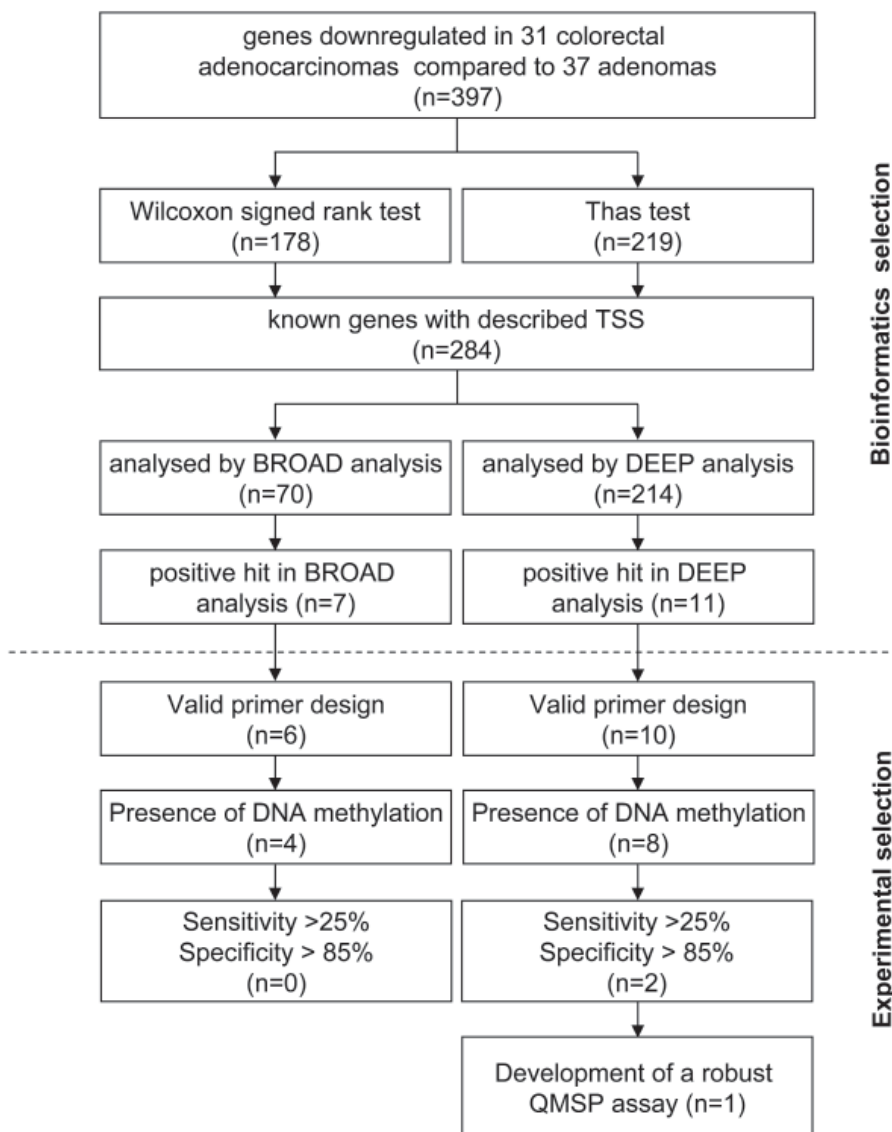 genes downregulated in 31 colorectal
adenocarcinomas compared to 37 adenomas
(n=397)
Wilcoxon signed rank test
(n=178)
Thas test
(n=219)
known genes with described TSS
(n=284)
analysed by BROAD analysis
(n=70)
analysed by DEEP analysis
(n=214)
positive hit in BROAD
analysis (n=7)
positive hit in DEEP
analysis (n=11)
Bioinformatics selection
Valid primer design
(n=6)
Valid primer design
(n=10)
Presence of DNA methylation
(n=4)
Presence of DNA methylation
(n=8)
Sensitivity >25%
Specificity > 85%
(n=0)
Sensitivity >25%
Specificity > 85%
(n=2)
Development of a robust
QMSP assay (n=1)
Experimental selection